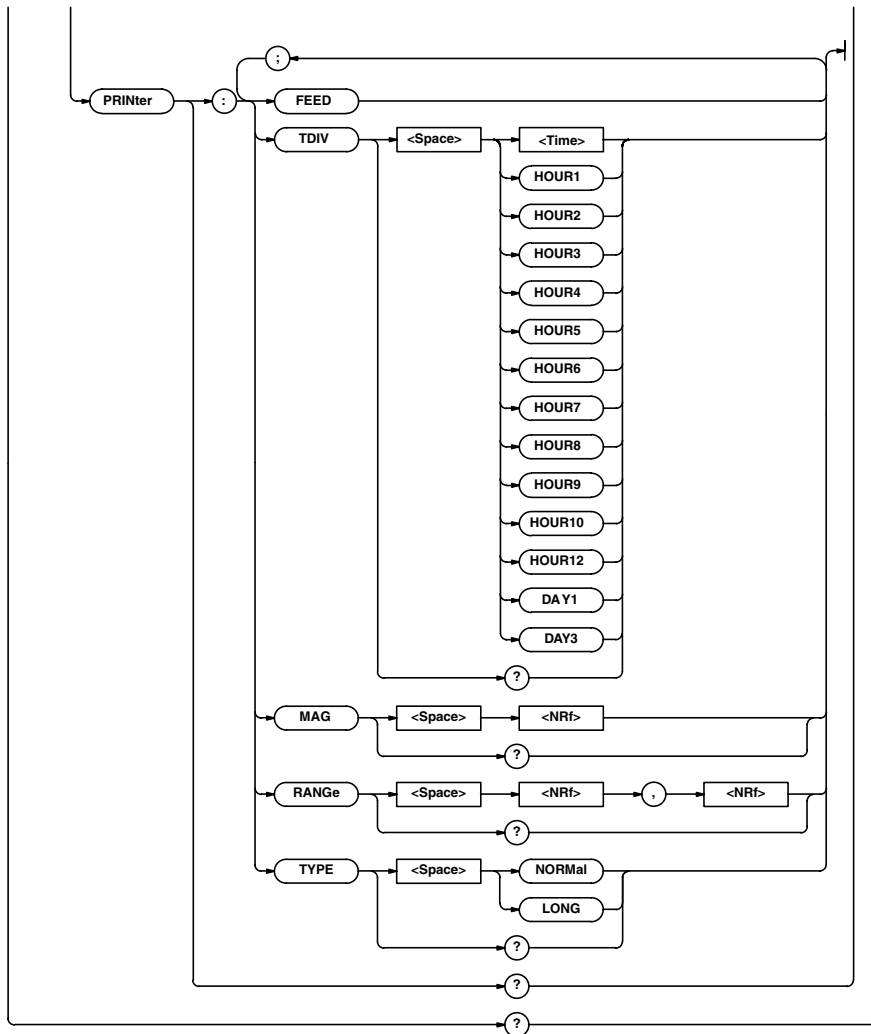 ;
PRINter : FEED
TDIV <Space> <Time>
HOUR1
HOUR2
HOUR3
HOUR4
HOUR5
HOUR6
HOUR7
HOUR8
HOUR9
HOUR10
HOUR12
DAY1
DAY3
?
MAG <Space> <NRf>
?
RANGe <Space> <NRf> , <NRf>
?
TYPE <Space> NORMal
LONG
?
?
?